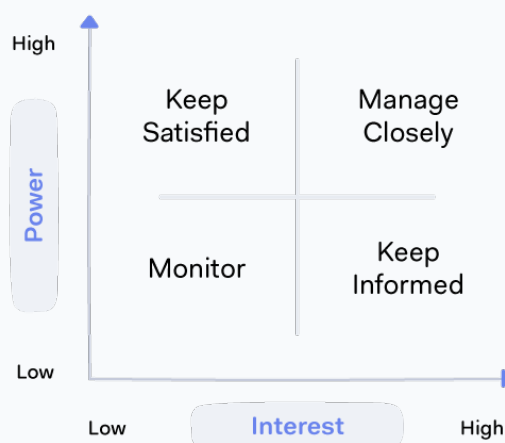 High
Keep
Satisfied
Manage
Closely
Power
Monitor
Keep
Informed
Low
Low
Interest
High